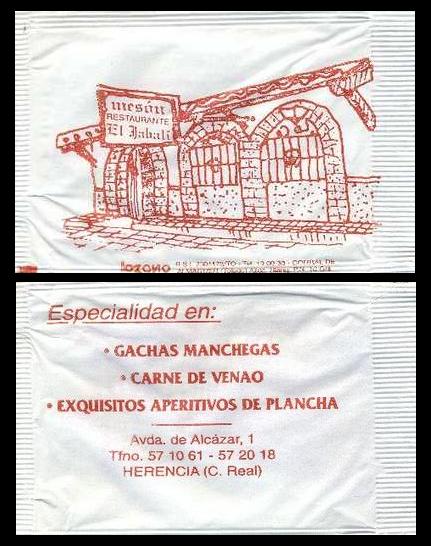 mesón
RESTAURANTE
El Jabalí
lozano
Especialidad en:
• GACHAS MANCHEGAS
• CARNE DE VENAO
• EXQUISITOS APERITIVOS DE PLANCHA
Avda. de Alcázar, 1
Tfno. 57 10 61 - 57 20 18
HERENCIA (C. Real)